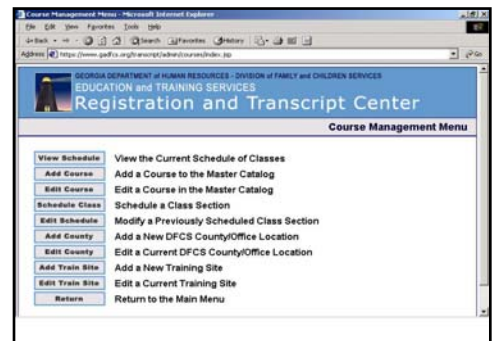 Course Management Menu - Microsoft Internet Explorer
File Edit View Favorites Tools Help
Back Search Favorites History
Address https://www.gadfcs.org/transcript/admin/courses/index.jsp Go
GEORGIA DEPARTMENT of HUMAN RESOURCES - DIVISION of FAMILY and CHILDREN SERVICES
EDUCATION and TRAINING SERVICES
Registration and Transcript Center
Course Management Menu
View Schedule View the Current Schedule of Classes
Add Course Add a Course to the Master Catalog
Edit Course Edit a Course in the Master Catalog
Schedule Class Schedule a Class Section
Edit Schedule Modify a Previously Scheduled Class Section
Add County Add a New DFCS County/Office Location
Edit County Edit a Current DFCS County/Office Location
Add Train Site Add a New Training Site
Edit Train Site Edit a Current Training Site
Return Return to the Main Menu